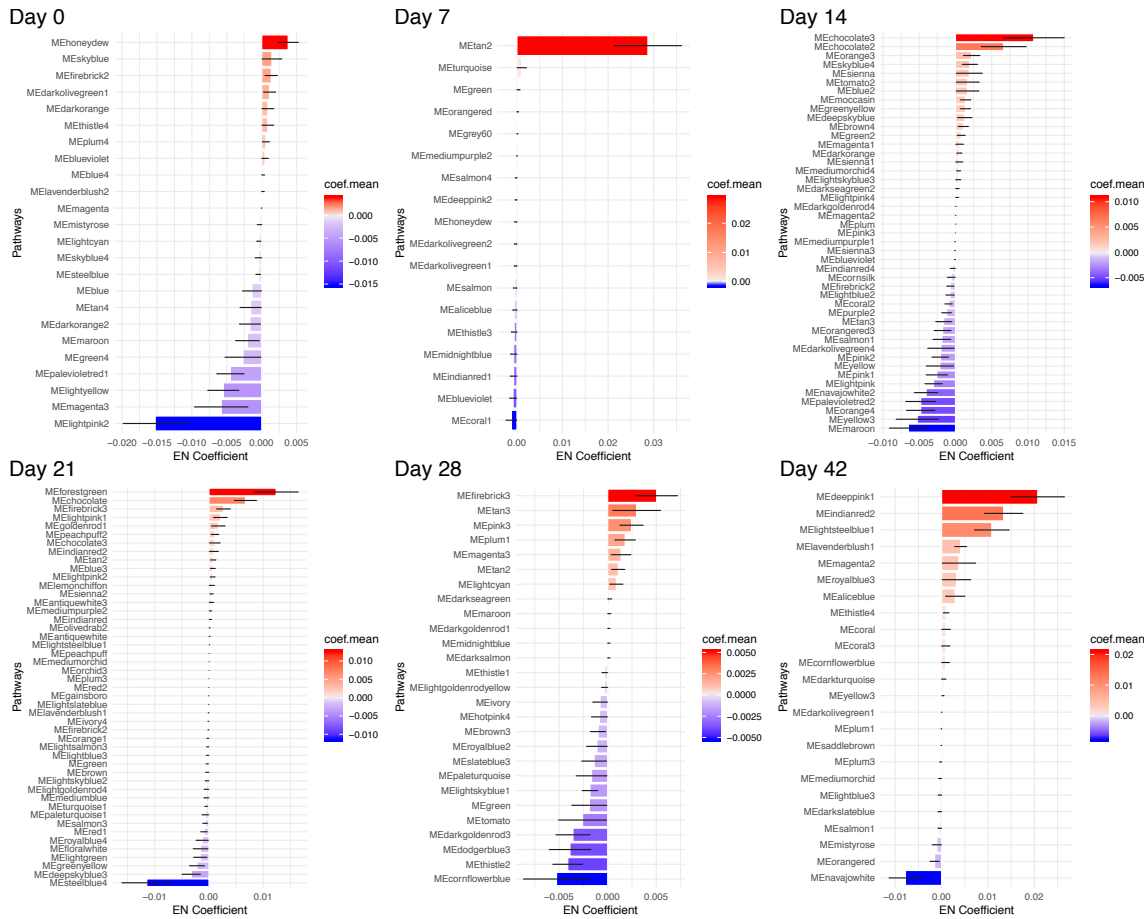 Day 0
MEhoneydew
MEskyblue
MEfirebrick2
MEdarkolivegreen1
MEdarkorange
MEthistle4
MEplum4
MEblueviolet
MEblue4
MElavenderblush2
MEmagenta
MEmistyrose
MElightcyan
MEskyblue4
MEsteelblue
MEblue
MEtan4
MEdarkorange2
MEmaroon
MEgreen4
MEpalevioletred1
MElightyellow
MEmagenta3
MElightpink2
Pathways
-0.020 -0.015 -0.010 -0.005 0.000 0.005
EN Coefficient
coef.mean
0.000
-0.005
-0.010
-0.015
Day 7
MEtan2
MEturquoise
MEgreen
MEorangered
MEgrey60
MEmediumpurple2
MEsalmon4
MEdeeppink2
MEhoneydew
MEdarkolivegreen2
MEdarkolivegreen1
MEsalmon
MEaliceblue
MEthistle3
MEmidnightblue
MEindianred1
MEblueviolet
MEcoral1
Pathways
0.00 0.01 0.02 0.03
EN Coefficient
coef.mean
0.02
0.01
0.00
Day 14
MEchocolate3
MEchocolate2
MEorange3
MEskyblue4
MEsienna
MEtomato2
MEblue2
MEmoccasin
MEgreenyellow
MEdeepskyblue
MEbrown4
MEgreen2
MEmagenta1
MEdarkorange
MEsienna1
MEmediumorchid4
MElightskyblue3
MEdarkseagreen2
MElightpink4
MEdarkgoldenrod4
MEmagenta2
MEplum
MEpink3
MEmediumpurple1
MEsienna3
MEblueviolet
MEindianred4
MEcornsilk
MEfirebrick2
MElightblue2
MEcoral2
MEpurple2
MEtan3
MEorangered3
MEsalmon1
MEdarkolivegreen4
MEpink2
MEyellow
MEpink1
MElightpink
MEnavajowhite2
MEpalevioletred2
MEorange4
MEyellow3
MEmaroon
Pathways
-0.010 -0.005 0.000 0.005 0.010 0.015
EN Coefficient
coef.mean
0.010
0.005
0.000
-0.005
Day 21
MEforestgreen
MEchocolate
MEfirebrick3
MElightpink1
MEgoldenrod1
MEpeachpuff2
MEchocolate3
MEindianred2
MEtan2
MEblue3
MElightpink2
MElemonchiffon
MEsienna2
MEantiquewhite3
MEmediumpurple2
MEindianred
MEolivedrab2
MEantiquewhite
MElightsteelblue1
MEpeachpuff
MEmediumorchid
MEorchid3
MEplum3
MEred2
MEgainsboro
MElightslateblue
MElavenderblush1
MEivory4
MEfirebrick2
MEorange1
MElightsalmon3
MElightblue3
MEgreen
MEbrown
MElightskyblue2
MElightgoldenrod4
MEmediumblue
MEturquoise1
MEpaleturquoise1
MEsalmon3
MEred1
MEroyalblue4
MEfloralwhite
MElightgreen
MEgreenyellow
MEdeepskyblue3
MEsteelblue4
Pathways
-0.01 0.00 0.01
EN Coefficient
coef.mean
0.010
0.005
0.000
-0.005
-0.010
Day 28
MEfirebrick3
MEtan3
MEpink3
MEplum1
MEmagenta3
MEtan2
MElightcyan
MEdarkseagreen
MEmaroon
MEdarkgoldenrod1
MEmidnightblue
MEdarksalmon
MEthistle1
MElightgoldenrodyellow
MEivory
MEhotpink4
MEbrown3
MEroyalblue2
MEslateblue3
MEpaleturquoise
MElightskyblue1
MEgreen
MEtomato
MEdarkgoldenrod3
MEdodgerblue3
MEthistle2
MEcornflowerblue
Pathways
-0.005 0.000 0.005
EN Coefficient
coef.mean
0.0050
0.0025
0.0000
-0.0025
-0.0050
Day 42
MEdeeppink1
MEindianred2
MElightsteelblue1
MElavenderblush1
MEmagenta2
MEroyalblue3
MEaliceblue
MEthistle4
MEcoral
MEcoral3
MEcornflowerblue
MEdarkturquoise
MEyellow3
MEdarkolivegreen1
MEplum1
MEsaddlebrown
MEplum3
MEmediumorchid
MElightblue3
MEdarkslateblue
MEsalmon1
MEmistyrose
MEorangered
MEnavajowhite
Pathways
-0.01 0.00 0.01 0.02
EN Coefficient
coef.mean
0.02
0.01
0.00